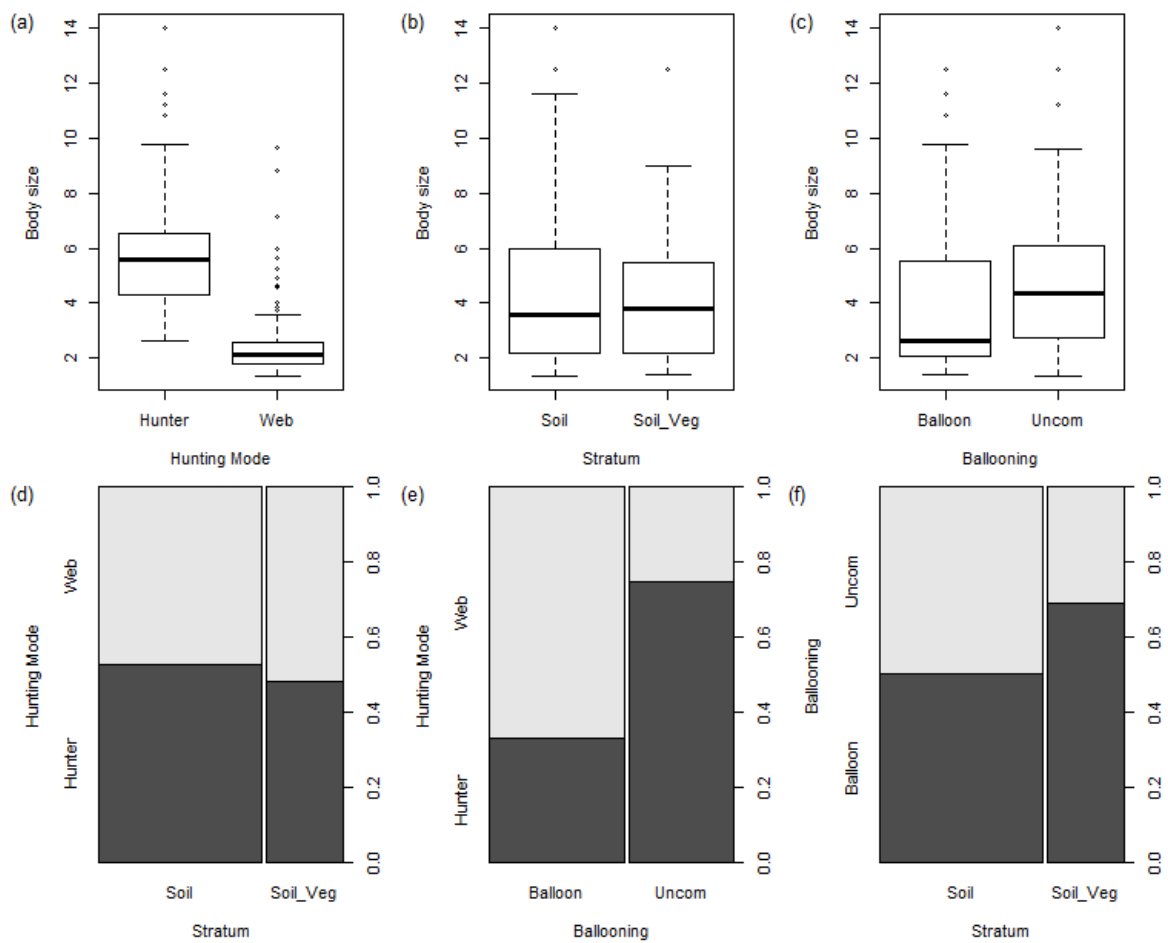 (a)
Body size
14
12
10
8
6
4
2
Hunter Web
Hunting Mode
(b)
Body size
14
12
10
8
6
4
2
Soil Soil_Veg
Stratum
(c)
Body size
14
12
10
8
6
4
2
Balloon Uncom
Ballooning
(d)
Hunting Mode
Web
Hunter
1.0
0.8
0.6
0.4
0.2
0.0
Soil Soil_Veg
Stratum
(e)
Hunting Mode
Web
Hunter
1.0
0.8
0.6
0.4
0.2
0.0
Balloon Uncom
Ballooning
(f)
Ballooning
Uncom
Balloon
1.0
0.8
0.6
0.4
0.2
0.0
Soil Soil_Veg
Stratum